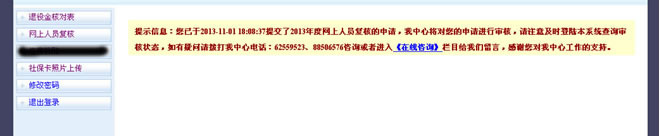 退役金核对表
网上人员复核
社保卡照片上传
修改密码
退出登录
提示信息：您已于2013-11-01 18:08:37提交了2013年度网上人员复核的申请，我中心将对您的申请进行审核，请注意及时登陆本系统查询审
核状态，如有疑问请拨打我中心电话：62559523、88506576咨询或者进入《在线咨询》栏目给我们留言，感谢您对我中心工作的支持。